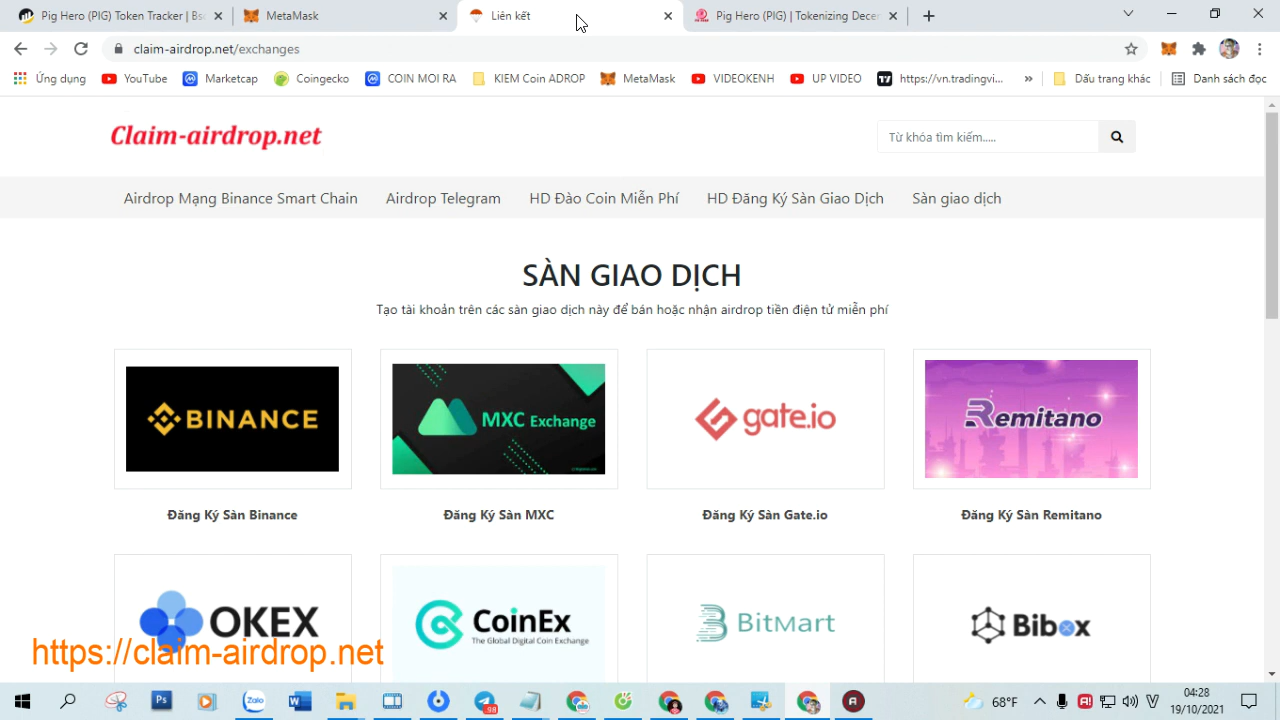 Pig Hero (PIG) Token Tracker | Bsc
MetaMask
Liên kết
Pig Hero (PIG) | Tokenizing Dece
claim-airdrop.net/exchanges
Ứng dụng
YouTube
Marketcap
Coingecko
COIN MOI RA
KIEM Coin ADROP
MetaMask
VIDEOKENH
UP VIDEO
https://vn.tradingvi...
»
Dấu trang khác
Danh sách đọc
Claim-airdrop.net
Từ khóa tìm kiếm.....
Airdrop Mạng Binance Smart Chain
Airdrop Telegram
HD Đào Coin Miễn Phí
HD Đăng Ký Sàn Giao Dịch
Sàn giao dịch
SÀN GIAO DỊCH
Tạo tài khoản trên các sàn giao dịch này để bán hoặc nhận airdrop tiền điện tử miễn phí
BINANCE
MXC Exchange
gate.io
Remitano
Đăng Ký Sàn Binance
Đăng Ký Sàn MXC
Đăng Ký Sàn Gate.io
Đăng Ký Sàn Remitano
OKEX
CoinEx
The Global Digital Coin Exchange
BitMart
Bibox
https://claim-airdrop.net
Ps
Zalo
98
68°F
04:28
19/10/2021